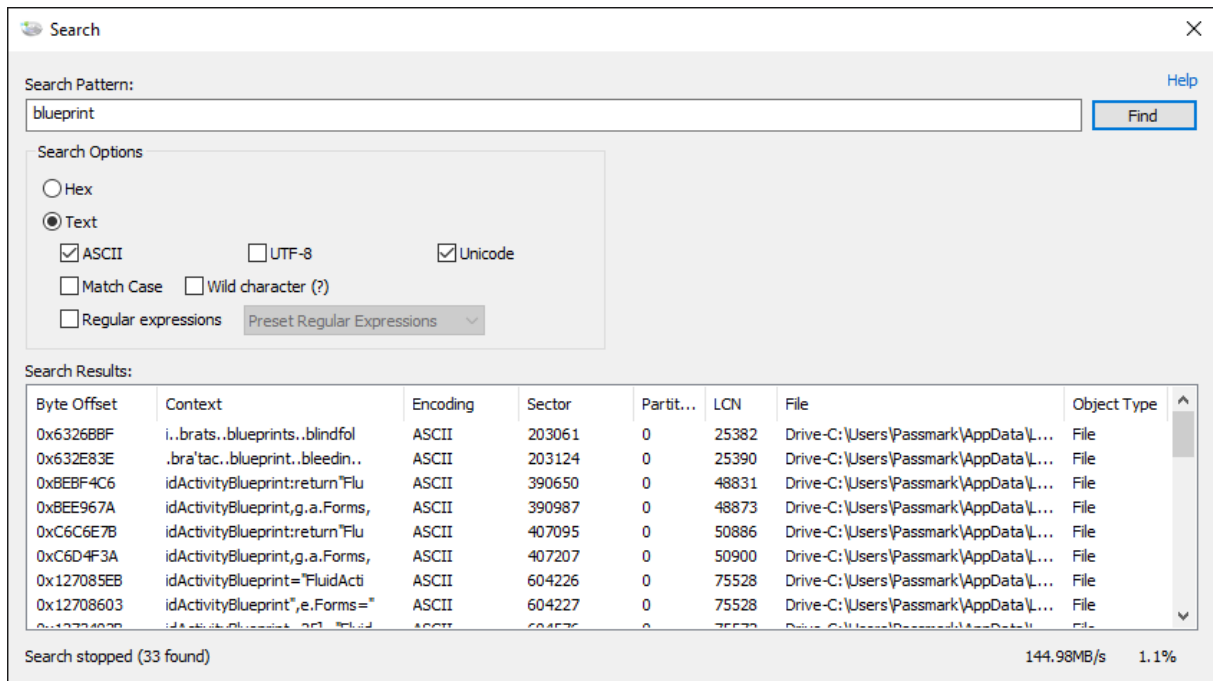 Search
Search Pattern:
Help
blueprint
Find
Search Options
Hex
Text
ASCII UTF-8 Unicode
Match Case Wild character (?)
Regular expressions Preset Regular Expressions
Search Results:
Byte Offset Context Encoding Sector Partit... LCN File Object Type
0x6326BBF i..brats..blueprints..blindfol ASCII 203061 0 25382 Drive-C:\Users\Passmark\AppData\L... File
0x632E83E .bra'tac..blueprint..bleedin.. ASCII 203124 0 25390 Drive-C:\Users\Passmark\AppData\L... File
0xBEBF4C6 idActivityBlueprint:return"Flu ASCII 390650 0 48831 Drive-C:\Users\Passmark\AppData\L... File
0xBEE967A idActivityBlueprint,g.a.Forms, ASCII 390987 0 48873 Drive-C:\Users\Passmark\AppData\L... File
0xC6C6E7B idActivityBlueprint:return"Flu ASCII 407095 0 50886 Drive-C:\Users\Passmark\AppData\L... File
0xC6D4F3A idActivityBlueprint,g.a.Forms, ASCII 407207 0 50900 Drive-C:\Users\Passmark\AppData\L... File
0x127085EB idActivityBlueprint="FluidActi ASCII 604226 0 75528 Drive-C:\Users\Passmark\AppData\L... File
0x12708603 idActivityBlueprint",e.Forms=" ASCII 604227 0 75528 Drive-C:\Users\Passmark\AppData\L... File
Search stopped (33 found) 144.98MB/s 1.1%